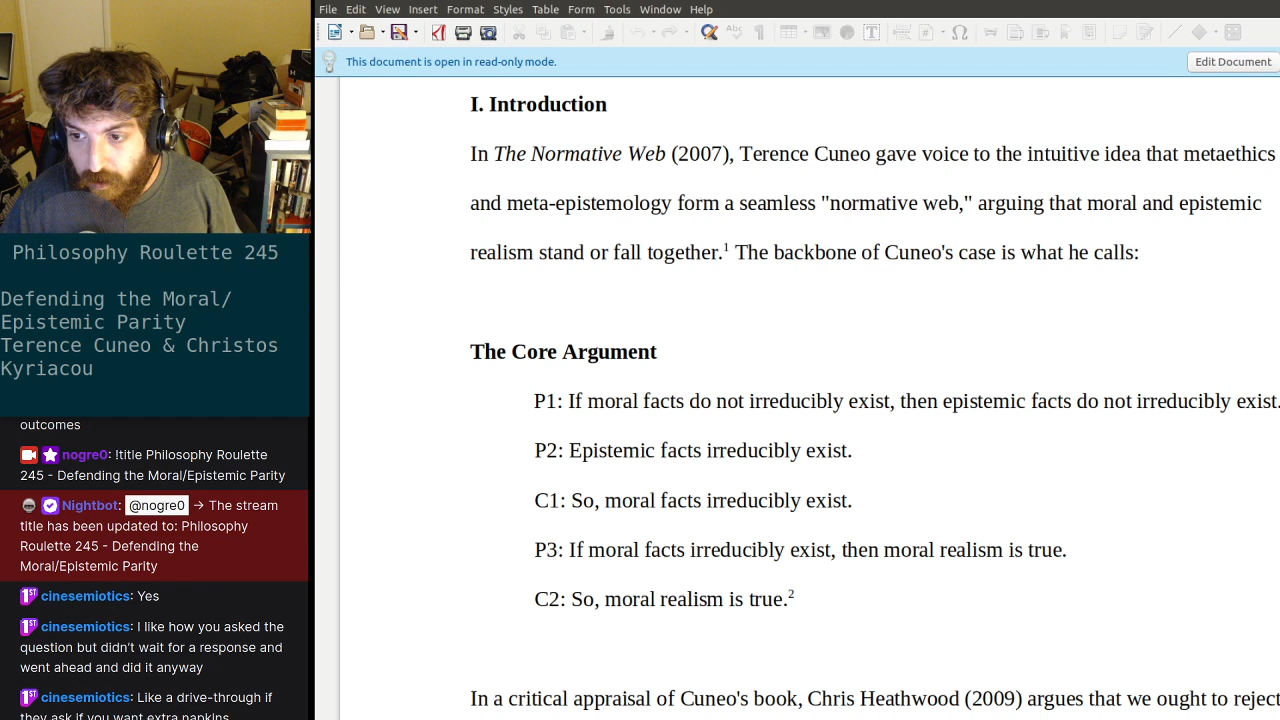 File Edit View Insert Format Styles Table Form Tools Window Help
This document is open in read-only mode.
Edit Document
I. Introduction
In The Normative Web (2007), Terence Cuneo gave voice to the intuitive idea that metaethics
and meta-epistemology form a seamless "normative web," arguing that moral and epistemic
realism stand or fall together.1 The backbone of Cuneo's case is what he calls:
The Core Argument
P1: If moral facts do not irreducibly exist, then epistemic facts do not irreducibly exist.
P2: Epistemic facts irreducibly exist.
C1: So, moral facts irreducibly exist.
P3: If moral facts irreducibly exist, then moral realism is true.
C2: So, moral realism is true.2
In a critical appraisal of Cuneo's book, Chris Heathwood (2009) argues that we ought to reject
Philosophy Roulette 245
Defending the Moral/
Epistemic Parity
Terence Cuneo & Christos
Kyriacou
outcomes
nogre0: !title Philosophy Roulette
245 - Defending the Moral/Epistemic Parity
Nightbot: @nogre0 → The stream
title has been updated to: Philosophy
Roulette 245 - Defending the
Moral/Epistemic Parity
1ST cinesemiotics: Yes
1ST cinesemiotics: I like how you asked the
question but didn't wait for a response and
went ahead and did it anyway
1ST cinesemiotics: Like a drive-through if
they ask if you want extra napkins